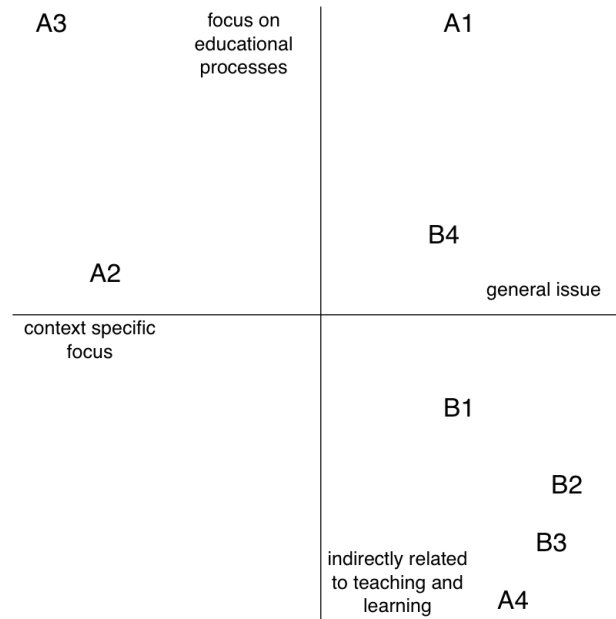 A3
focus on
educational
processes
A1
B4
A2
general issue
context specific
focus
B1
B2
B3
indirectly related
to teaching and
learning
A4